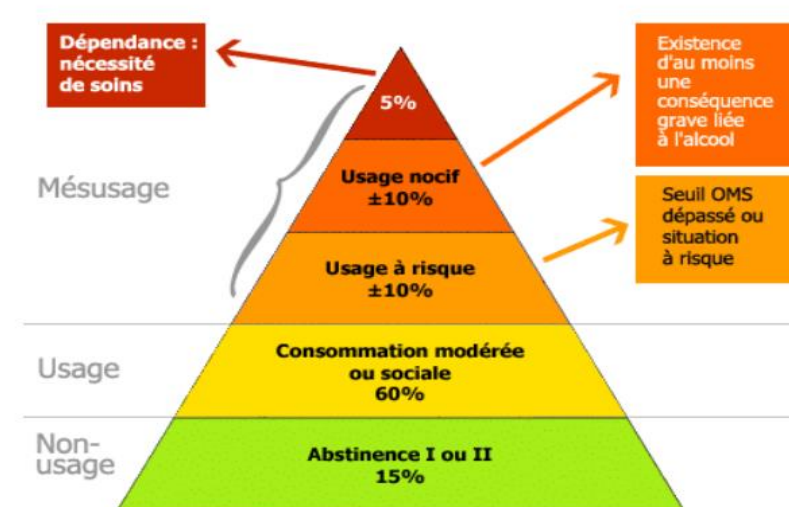 Dépendance :
nécessité
de soins
5%
Existence
d'au moins
une
conséquence
grave liée
à l'alcool
Mésusage
Usage nocif
±10%
Seuil OMS
dépassé ou
situation
à risque
Usage à risque
±10%
Usage
Consommation modérée
ou sociale
60%
Non-
usage
Abstinence I ou II
15%